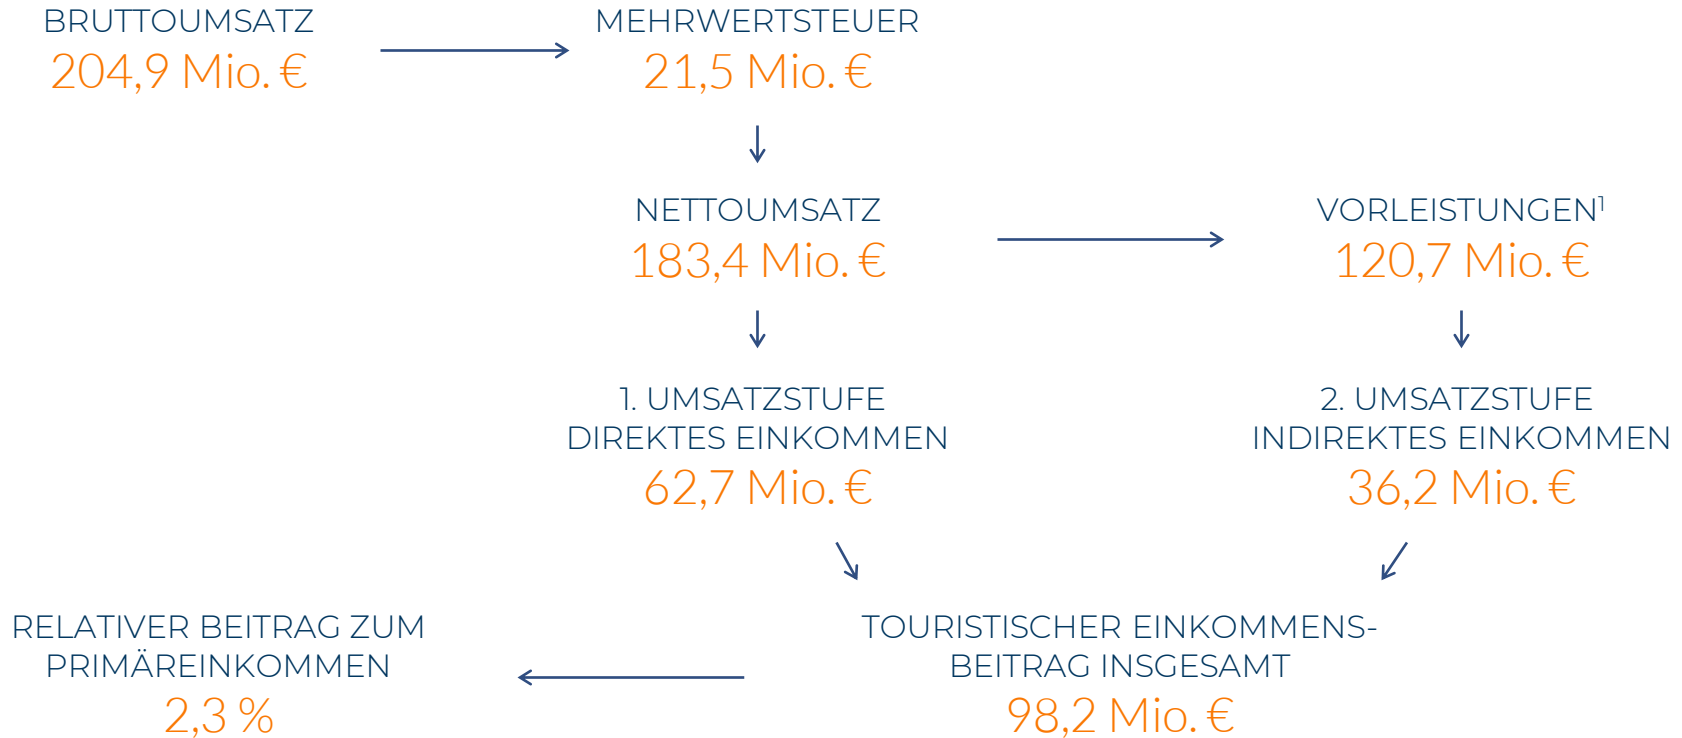 BRUTTOUMSATZ
204,9 Mio. €
MEHRWERTSTEUER
21,5 Mio. €
NETTOUMSATZ
183,4 Mio. €
VORLEISTUNGEN¹
120,7 Mio. €
1. UMSATZSTUFE
DIREKTES EINKOMMEN
62,7 Mio. €
2. UMSATZSTUFE
INDIREKTES EINKOMMEN
36,2 Mio. €
RELATIVER BEITRAG ZUM
PRIMÄREINKOMMEN
2,3 %
TOURISTISCHER EINKOMMENS-
BEITRAG INSGESAMT
98,2 Mio. €